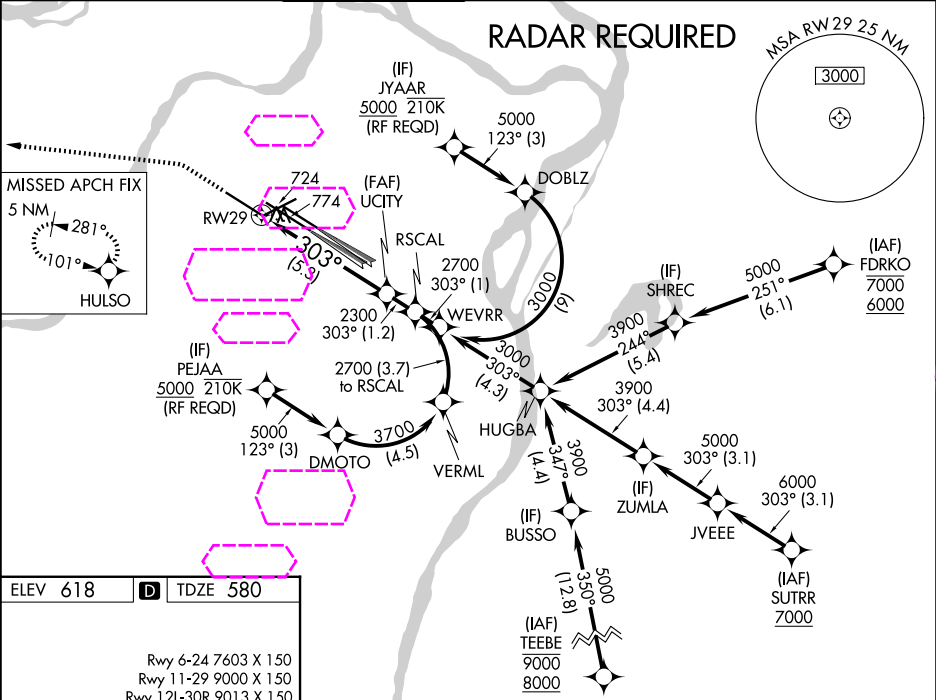 RADAR REQUIRED
MSA RW29 25 NM
3000
(IF)
JYAAR
5000 210K
(RF REQD)
5000
123° (3)
DOBLZ
MISSED APCH FIX
5 NM
281°
101°
HULSO
724
774
RW29
(FAF)
UCITY
RSCAL
303°
(5.3)
2700
303° (1)
WEVRR
2300
303° (1.2)
3000
(9)
(IAF)
FDRKO
7000
6000
5000
251°
(6.1)
(IF)
SHREC
3900
244°
(5.4)
3000
303°
(4.3)
2700 (3.7)
to RSCAL
(IF)
PEJAA
5000 210K
(RF REQD)
5000
123° (3)
DMOTO
3700
(4.5)
VERML
HUGBA
3900
303° (4.4)
5000
303° (3.1)
6000
303° (3.1)
(IF)
ZUMLA
JVEEE
(IAF)
SUTRR
7000
3900
347°
(4.4)
(IF)
BUSSO
5000
350°
(12.8)
(IAF)
TEEBE
9000
8000
ELEV 618 D TDZE 580
Rwy 6-24 7603 X 150
Rwy 11-29 9000 X 150
Rwy 12L-30R 9013 X 150